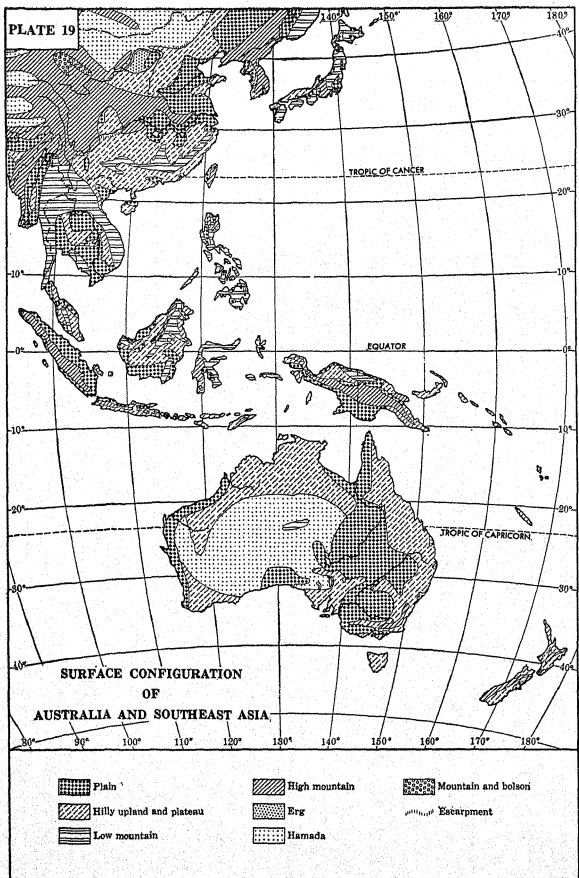 PLATE 19
140° 150° 160° 170° 180°
40° 40°
30° 30°
TROPIC OF CANCER
20° 20°
10° 10°
EQUATOR
0° 0°
10° 10°
20° 20°
TROPIC OF CAPRICORN
30° 30°
40° 40°
SURFACE CONFIGURATION
OF
AUSTRALIA AND SOUTHEAST ASIA
80° 90° 100° 110° 120° 130° 140° 150° 160° 170° 180°
Plain
High mountain
Mountain and bolson
Hilly upland and plateau
Erg
Escarpment
Low mountain
Hamada